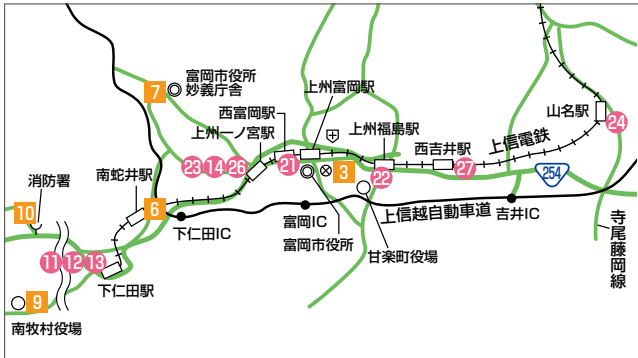 富岡市役所
妙義庁舎
7
上州富岡駅
西富岡駅
上州一ノ宮駅
上州福島駅
西吉井駅
山名駅
24
上信電鉄
23
14
26
21
3
22
27
254
南蛇井駅
消防署
10
6
下仁田IC
富岡IC
富岡市役所
上信越自動車道
吉井IC
甘楽町役場
寺尾藤岡線
11
12
13
下仁田駅
9
南牧村役場